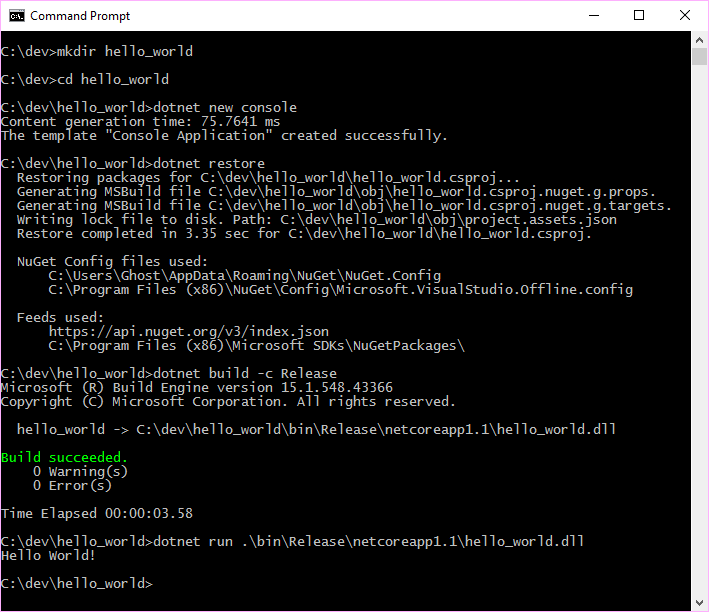 Command Prompt
C:\dev>mkdir hello_world
C:\dev>cd hello_world
C:\dev\hello_world>dotnet new console
Content generation time: 75.7641 ms
The template "Console Application" created successfully.
C:\dev\hello_world>dotnet restore
  Restoring packages for C:\dev\hello_world\hello_world.csproj...
  Generating MSBuild file C:\dev\hello_world\obj\hello_world.csproj.nuget.g.props.
  Generating MSBuild file C:\dev\hello_world\obj\hello_world.csproj.nuget.g.targets.
  Writing lock file to disk. Path: C:\dev\hello_world\obj\project.assets.json
  Restore completed in 3.35 sec for C:\dev\hello_world\hello_world.csproj.
  NuGet Config files used:
      C:\Users\Ghost\AppData\Roaming\NuGet\NuGet.Config
      C:\Program Files (x86)\NuGet\Config\Microsoft.VisualStudio.Offline.config
  Feeds used:
      https://api.nuget.org/v3/index.json
      C:\Program Files (x86)\Microsoft SDKs\NuGetPackages\
C:\dev\hello_world>dotnet build -c Release
Microsoft (R) Build Engine version 15.1.548.43366
Copyright (C) Microsoft Corporation. All rights reserved.
  hello_world -> C:\dev\hello_world\bin\Release\netcoreapp1.1\hello_world.dll
Build succeeded.
    0 Warning(s)
    0 Error(s)
Time Elapsed 00:00:03.58
C:\dev\hello_world>dotnet run .\bin\Release\netcoreapp1.1\hello_world.dll
Hello World!
C:\dev\hello_world>